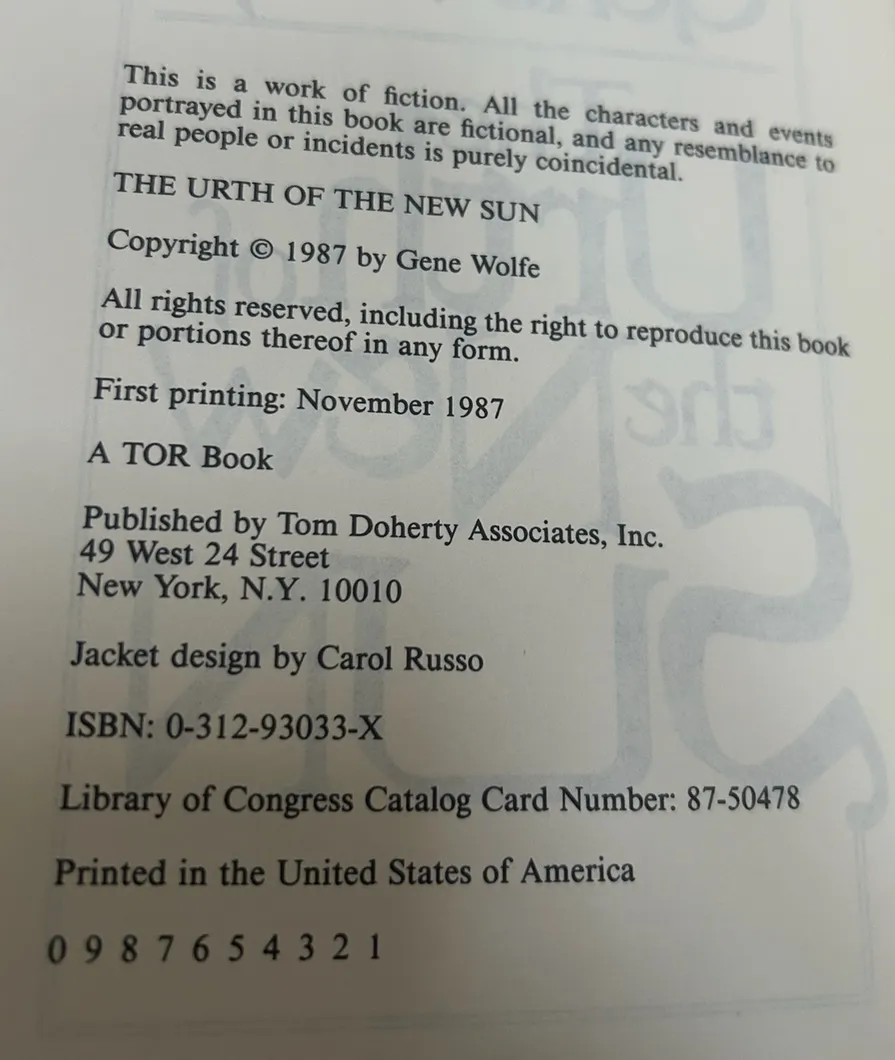 This is a work of fiction. All the characters and events
portrayed in this book are fictional, and any resemblance to
real people or incidents is purely coincidental.
THE URTH OF THE NEW SUN
Copyright © 1987 by Gene Wolfe
All rights reserved, including the right to reproduce this book
or portions thereof in any form.
First printing: November 1987
A TOR Book
Published by Tom Doherty Associates, Inc.
49 West 24 Street
New York, N.Y. 10010
Jacket design by Carol Russo
ISBN: 0-312-93033-X
Library of Congress Catalog Card Number: 87-50478
Printed in the United States of America
0 9 8 7 6 5 4 3 2 1